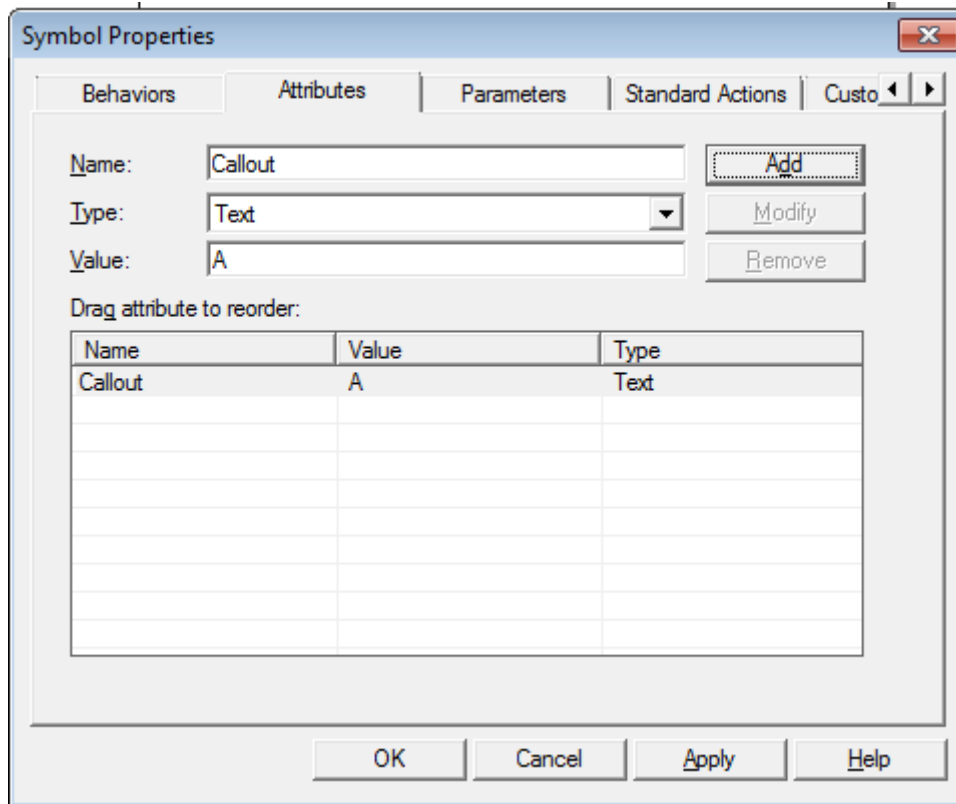 Symbol Properties
Behaviors Attributes Parameters Standard Actions Custo
Name: Callout Add
Type: Text Modify
Value: A Remove
Drag attribute to reorder:
Name Value Type
Callout A Text
OK Cancel Apply Help